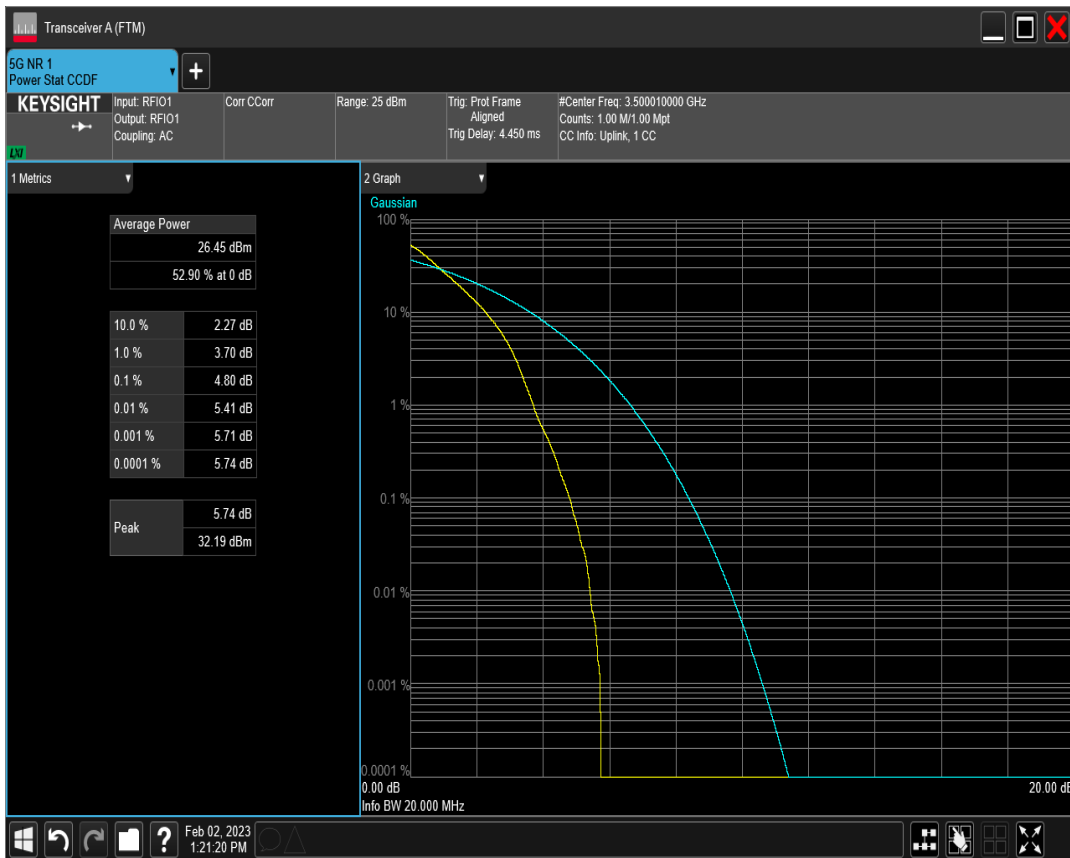 Transceiver A (FTM)
5G NR 1
Power Stat CCDF
+
KEYSIGHT
LXI
Input: RFIO1
Output: RFIO1
Coupling: AC
Corr CCorr
Range: 25 dBm
Trig: Prot Frame
Aligned
Trig Delay: 4.450 ms
#Center Freq: 3.500010000 GHz
Counts: 1.00 M/1.00 Mpt
CC Info: Uplink, 1 CC
1 Metrics
Average Power
26.45 dBm
52.90 % at 0 dB
10.0 % 2.27 dB
1.0 % 3.70 dB
0.1 % 4.80 dB
0.01 % 5.41 dB
0.001 % 5.71 dB
0.0001 % 5.74 dB
Peak
5.74 dB
32.19 dBm
2 Graph
Gaussian
100 %
10 %
1 %
0.1 %
0.01 %
0.001 %
0.0001 %
0.00 dB 20.00 dB
Info BW 20.000 MHz
?
Feb 02, 2023
1:21:20 PM